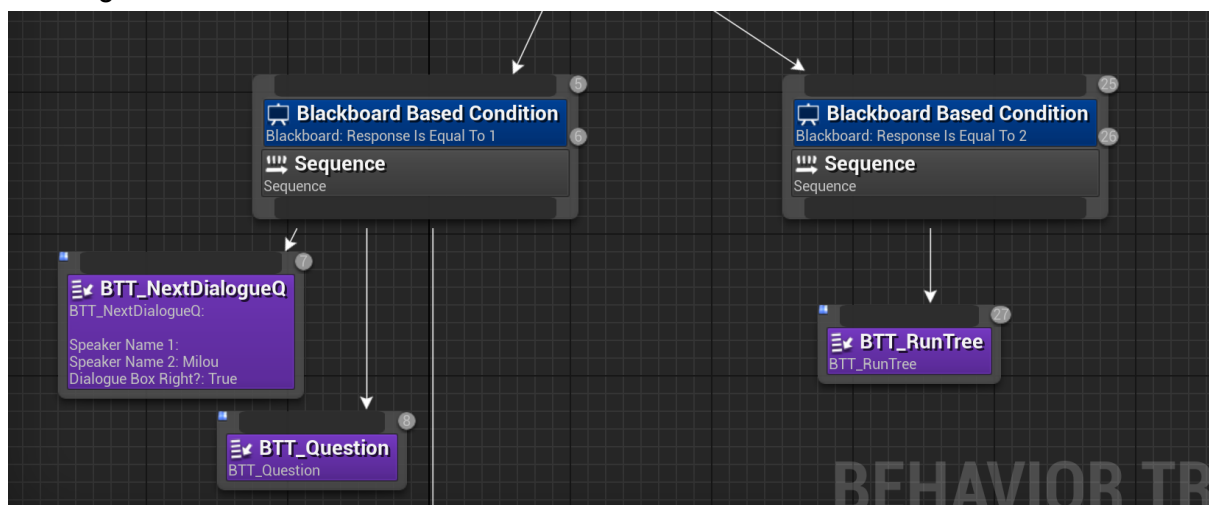 5
Blackboard Based Condition
Blackboard: Response Is Equal To 1
6
Sequence
Sequence
25
Blackboard Based Condition
Blackboard: Response Is Equal To 2
26
Sequence
Sequence
7
BTT_NextDialogueQ
BTT_NextDialogueQ:
Speaker Name 1:
Speaker Name 2: Milou
Dialogue Box Right?: True
27
BTT_RunTree
BTT_RunTree
8
BTT_Question
BTT_Question
BEHAVIOR TR